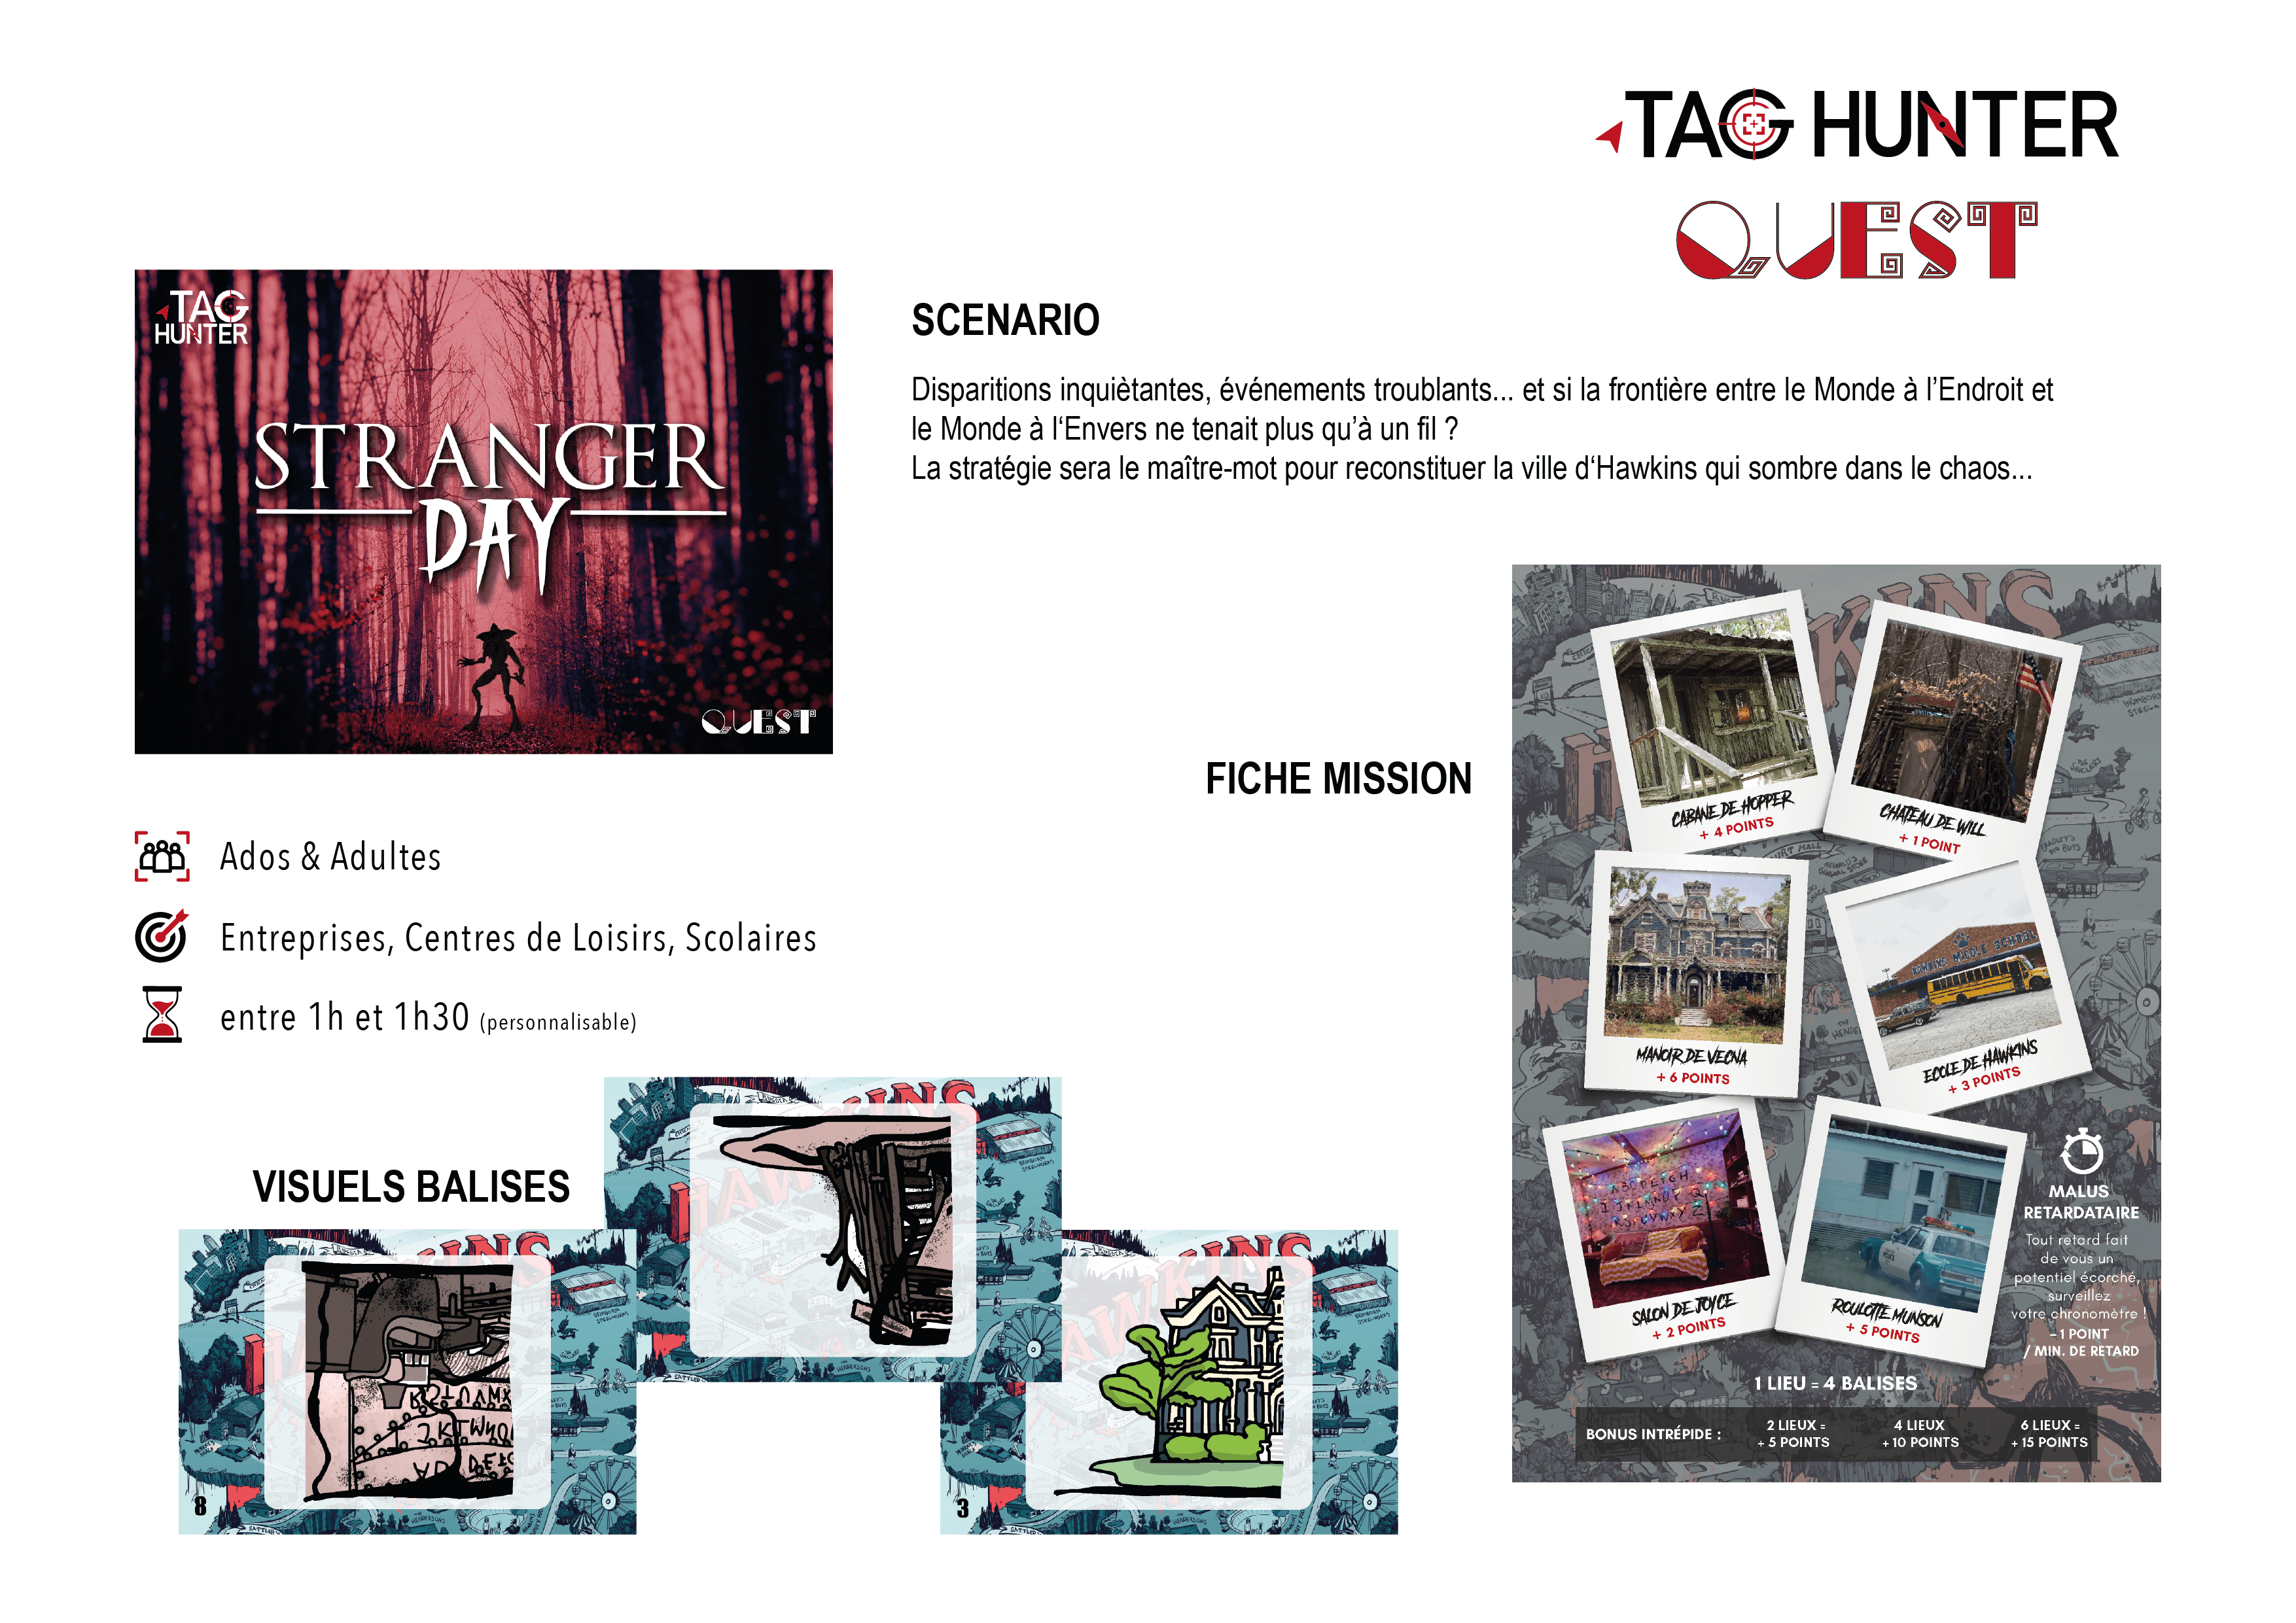 TAG HUNTER
QUEST
TAG
HUNTER
STRANGER
DAY
QUEST
SCENARIO
Disparitions inquiètantes, événements troublants... et si la frontière entre le Monde à l’Endroit et
le Monde à l‘Envers ne tenait plus qu’à un fil ?
La stratégie sera le maître-mot pour reconstituer la ville d‘Hawkins qui sombre dans le chaos...
Ados & Adultes
Entreprises, Centres de Loisirs, Scolaires
entre 1h et 1h30 (personnalisable)
FICHE MISSION
CABANE DE HOPPER
+ 4 POINTS
CHATEAU DE WILL
+ 1 POINT
MANOIR DE VECNA
+ 6 POINTS
HAWKINS MIDDLE SCHOOL
ECOLE DE HAWKINS
+ 3 POINTS
SALON DE JOYCE
+ 2 POINTS
ROULOTTE MUNSON
+ 5 POINTS
MALUS
RETARDATAIRE
Tout retard fait
de vous un
potentiel écorché,
surveillez
votre chronomètre !
- 1 POINT
/ MIN. DE RETARD
1 LIEU = 4 BALISES
BONUS INTRÉPIDE :
2 LIEUX =
+ 5 POINTS
4 LIEUX
+ 10 POINTS
6 LIEUX =
+ 15 POINTS
VISUELS BALISES
HAWKINS
8
3